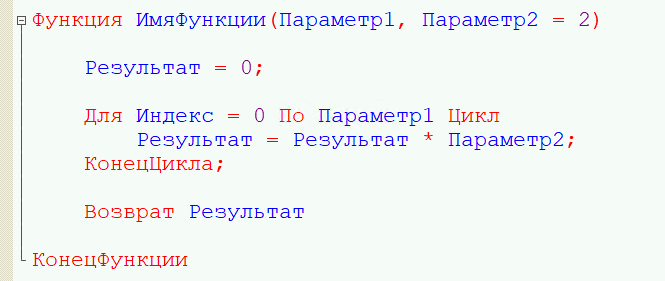 Функция ИмяФункции(Параметр1, Параметр2 = 2)
Результат = 0;
Для Индекс = 0 По Параметр1 Цикл
Результат = Результат * Параметр2;
КонецЦикла;
Возврат Результат
КонецФункции